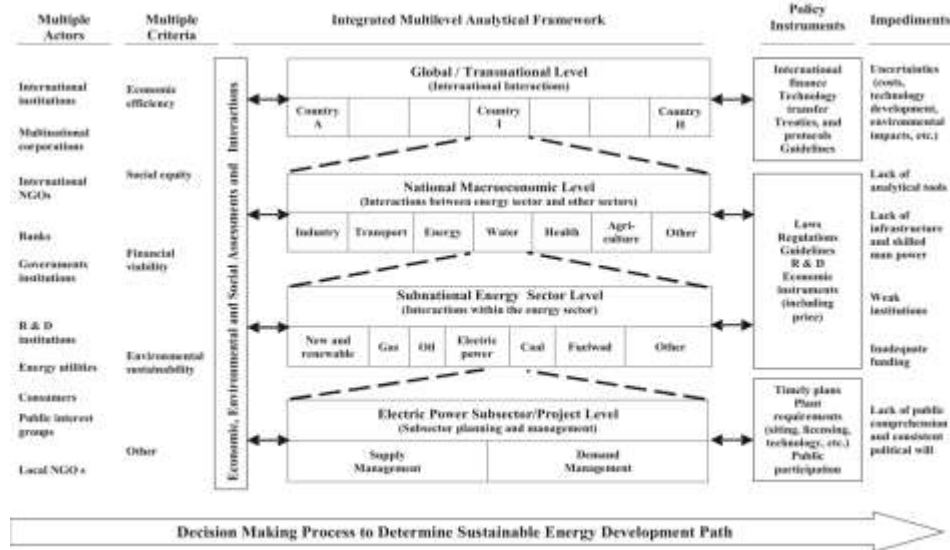 Multiple
Actors
Multiple
Criteria
Integrated Multilevel Analytical Framework
Policy
Instruments
Impediments
International
institutions
Multinational
corporations
International
NGOs
Banks
Governments
institutions
R & D
institutions
Energy utilities
Consumers
Public interest
groups
Local NGO s
Economic
efficiency
Social equity
Financial
viability
Environmental
sustainability
Other
Economic, Environmental and Social Assessments and Interactions
Global / Transnational Level
(International Interactions)
Country
A
Country
I
Country
H
National Macroeconomic Level
(Interactions between energy sector and other sectors)
Industry
Transport
Energy
Water
Health
Agri-
culture
Other
Subnational Energy Sector Level
(Interactions within the energy sector)
New and
renewable
Gas
Oil
Electric
power
Coal
Fuelwod
Other
Electric Power Subsector/Project Level
(Subsector planning and management)
Supply
Management
Demand
Management
International
finance
Technology
transfer
Treaties, and
protocols
Guidelines
Laws
Regulations
Guidelines
R & D
Economic
instruments
(including
price)
Timely plans
Plant
requirements
(siting, licensing,
technology, etc.)
Public
participation
Uncertainties
(costs,
technology
development,
environmental
impacts, etc.)
Lack of
analytical tools
Lack of
infrastructure
and skilled
man power
Weak
institutions
Inadequate
funding
Lack of public
comprehension
and consistent
political will
Decision Making Process to Determine Sustainable Energy Development Path